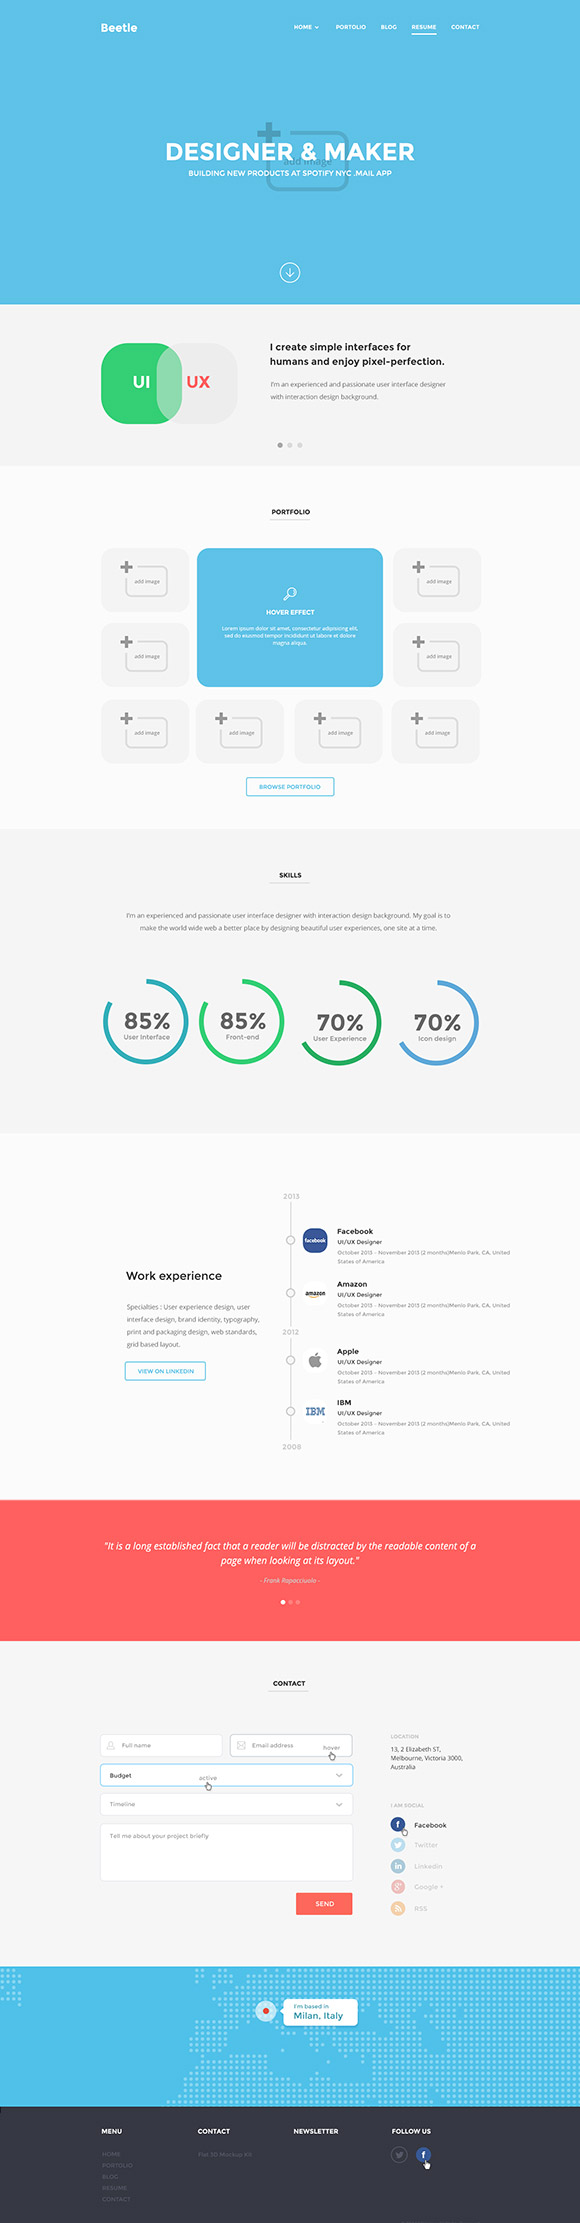 Beetle
HOME PORTOLIO BLOG RESUME CONTACT
add image
DESIGNER & MAKER
BUILDING NEW PRODUCTS AT SPOTIFY NYC .MAIL APP
UI UX
I create simple interfaces for
humans and enjoy pixel-perfection.
I'm an experienced and passionate user interface designer
with interaction design background.
PORTFOLIO
add image
add image
HOVER EFFECT
Lorem ipsum dolor sit amet, consectetur adipisicing elit,
sed do eiusmod tempor incididunt ut labore et dolore
magna aliqua.
add image
add image
add image
add image
add image
add image
BROWSE PORTFOLIO
SKILLS
I'm an experienced and passionate user interface designer with interaction design background. My goal is to
make the world wide web a better place by designing beautiful user experiences, one site at a time.
85%
User Interface
85%
Front-end
70%
User Experience
70%
Icon design
Work experience
Specialties : User experience design, user
interface design, brand identity, typography,
print and packaging design, web standards,
grid based layout.
VIEW ON LINKEDIN
2013
facebook
Facebook
UI/UX Designer
October 2013 – November 2013 (2 months)Menlo Park, CA, United
States of America
amazon
Amazon
UI/UX Designer
October 2013 – November 2013 (2 months)Menlo Park, CA, United
States of America
2012
Apple
UI/UX Designer
October 2013 – November 2013 (2 months)Menlo Park, CA, United
States of America
IBM
IBM
UI/UX Designer
October 2013 – November 2013 (2 months)Menlo Park, CA, United
States of America
2008
"It is a long established fact that a reader will be distracted by the readable content of a
page when looking at its layout."
- Frank Rapacciuolo -
CONTACT
Full name
Email address
hover
Budget
active
Timeline
Tell me about your project briefly
SEND
LOCATION
13, 2 Elizabeth ST,
Melbourne, Victoria 3000,
Australia
I AM SOCIAL
Facebook
Twitter
Linkedin
Google +
RSS
I'm based in
Milan, Italy
MENU
HOME
PORTOLIO
BLOG
RESUME
CONTACT
CONTACT
Flat 3D Mockup Kit
NEWSLETTER
FOLLOW US